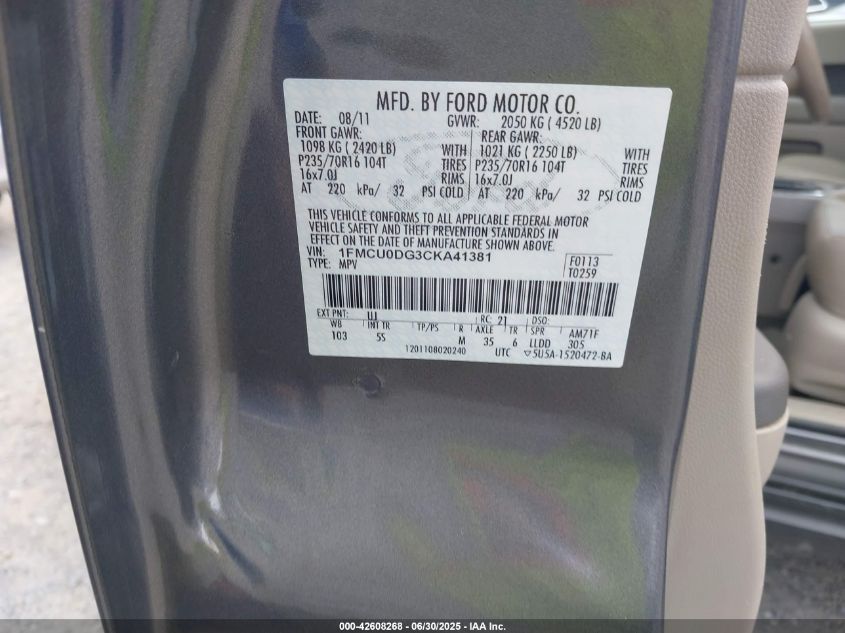 MFD. BY FORD MOTOR CO.
DATE: 08/11 GVWR: 2050 KG ( 4520 LB)
FRONT GAWR: REAR GAWR:
1098 KG ( 2420 LB) WITH 1021 KG ( 2250 LB) WITH
P235/70R16 104T TIRES P235/70R16 104T TIRES
16x7.0J RIMS 16x7.0J RIMS
AT 220 kPa/ 32 PSI COLD AT 220 kPa/ 32 PSI COLD
THIS VEHICLE CONFORMS TO ALL APPLICABLE FEDERAL MOTOR
VEHICLE SAFETY AND THEFT PREVENTION STANDARDS IN
EFFECT ON THE DATE OF MANUFACTURE SHOWN ABOVE.
VIN: 1FMCU0DG3CKA41381 F0113
TYPE: MPV T0259
EXT PNT: UJ RC: 21 DSO:
WB INT TR TP/PS R AXLE TR SPR AM71F
103 55 M 35 6 LLDD 305
1201108020240 UTC ▽5U5A-1520472-BA
000-42608268 - 06/30/2025 - IAA Inc.